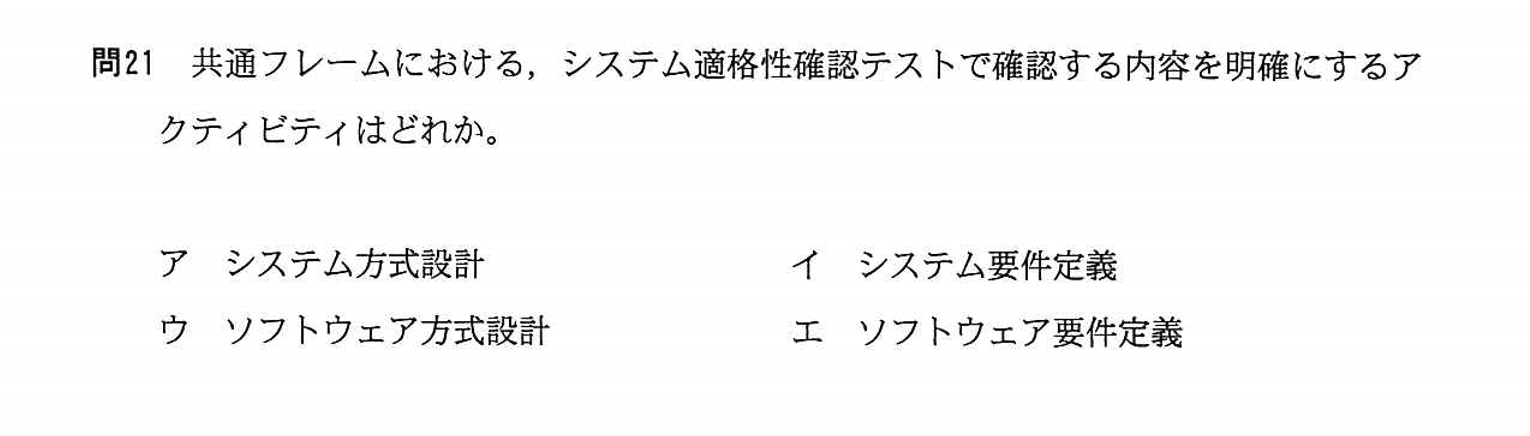 問21 共通フレームにおける，システム適格性確認テストで確認する内容を明確にするア
クティビティはどれか。
ア システム方式設計 イ システム要件定義
ウ ソフトウェア方式設計 エ ソフトウェア要件定義